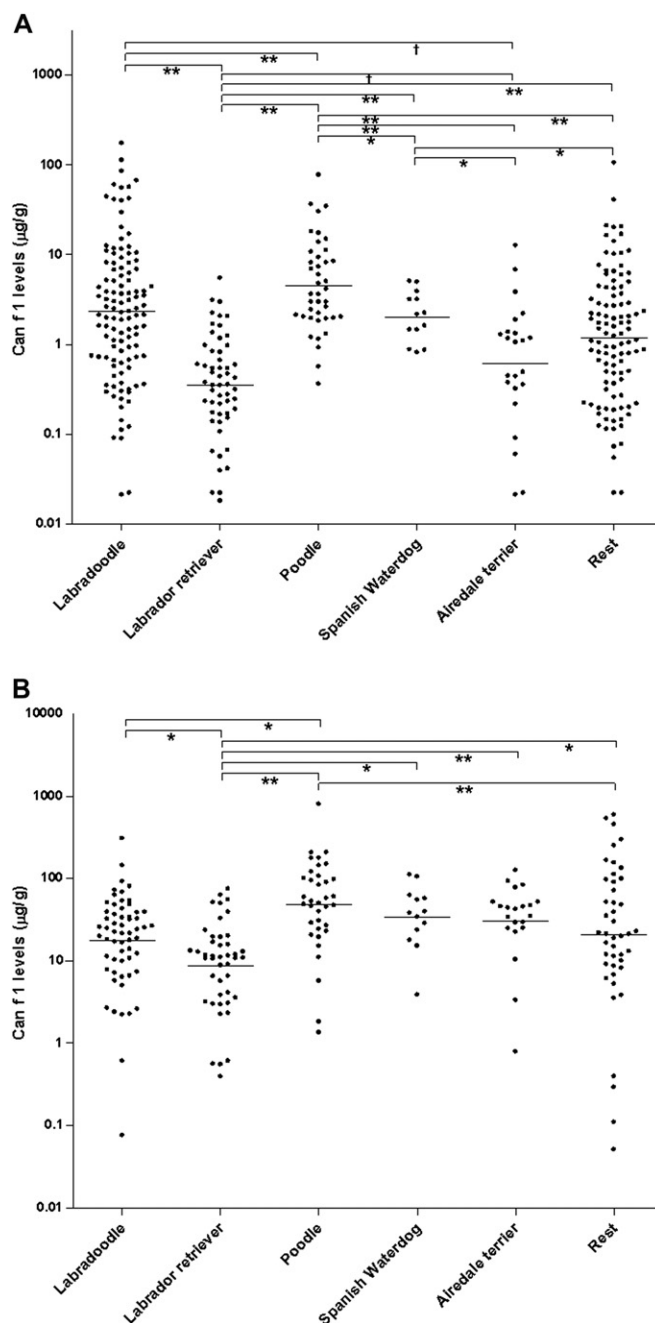 A
†
**
**
†
**
**
**
**
**
**
*
*
*
Can f 1 levels (µg/g)
1000
100
10
1
0.1
0.01
Labradoodle
Labrador retriever
Poodle
Spanish Waterdog
Airedale terrier
Rest
B
*
*
*
**
*
**
**
Can f 1 levels (µg/g)
10000
1000
100
10
1
0.1
0.01
Labradoodle
Labrador retriever
Poodle
Spanish Waterdog
Airedale terrier
Rest